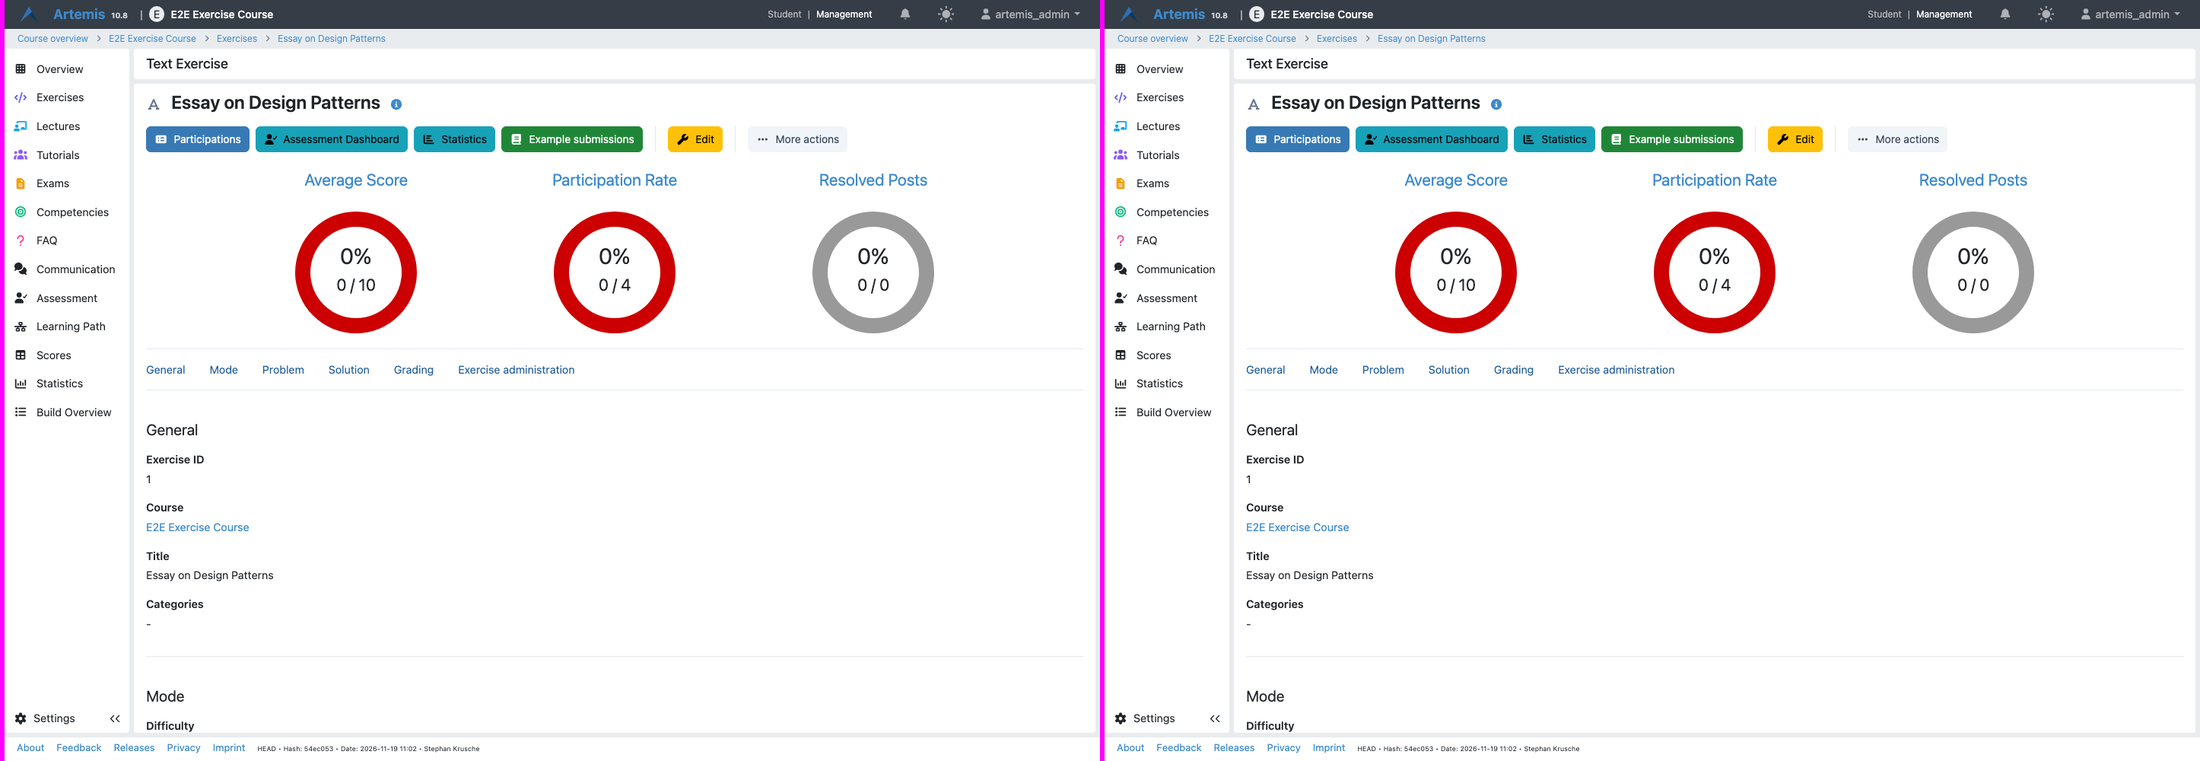 Artemis 10.8 | E E2E Exercise Course Student | Management artemis_admin
Course overview > E2E Exercise Course > Exercises > Essay on Design Patterns
Overview
Exercises
Lectures
Tutorials
Exams
Competencies
FAQ
Communication
Assessment
Learning Path
Scores
Statistics
Build Overview
Settings
Text Exercise
Essay on Design Patterns
Participations Assessment Dashboard Statistics Example submissions Edit More actions
Average Score Participation Rate Resolved Posts
0% 0% 0%
0 / 10 0 / 4 0 / 0
General Mode Problem Solution Grading Exercise administration
General
Exercise ID
1
Course
E2E Exercise Course
Title
Essay on Design Patterns
Categories
-
Mode
Difficulty
About Feedback Releases Privacy Imprint HEAD • Hash: 54ec053 • Date: 2026-11-19 11:02 • Stephan Krusche
Artemis 10.8 | E E2E Exercise Course Student | Management artemis_admin
Course overview > E2E Exercise Course > Exercises > Essay on Design Patterns
Overview
Exercises
Lectures
Tutorials
Exams
Competencies
FAQ
Communication
Assessment
Learning Path
Scores
Statistics
Build Overview
Settings
Text Exercise
Essay on Design Patterns
Participations Assessment Dashboard Statistics Example submissions Edit More actions
Average Score Participation Rate Resolved Posts
0% 0% 0%
0 / 10 0 / 4 0 / 0
General Mode Problem Solution Grading Exercise administration
General
Exercise ID
1
Course
E2E Exercise Course
Title
Essay on Design Patterns
Categories
-
Mode
Difficulty
About Feedback Releases Privacy Imprint HEAD • Hash: 54ec053 • Date: 2026-11-19 11:02 • Stephan Krusche